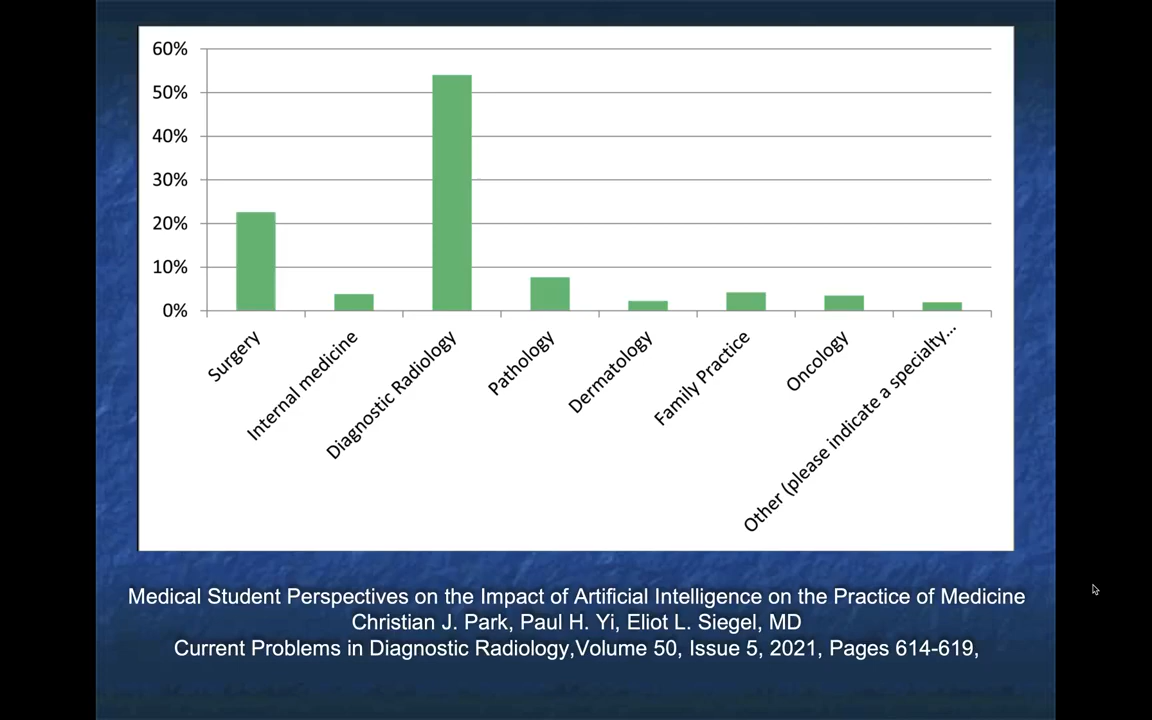 60%
50%
40%
30%
20%
10%
0%
Surgery
Internal medicine
Diagnostic Radiology
Pathology
Dermatology
Family Practice
Oncology
Other (please indicate a specialty...
Medical Student Perspectives on the Impact of Artificial Intelligence on the Practice of Medicine
Christian J. Park, Paul H. Yi, Eliot L. Siegel, MD
Current Problems in Diagnostic Radiology,Volume 50, Issue 5, 2021, Pages 614-619,